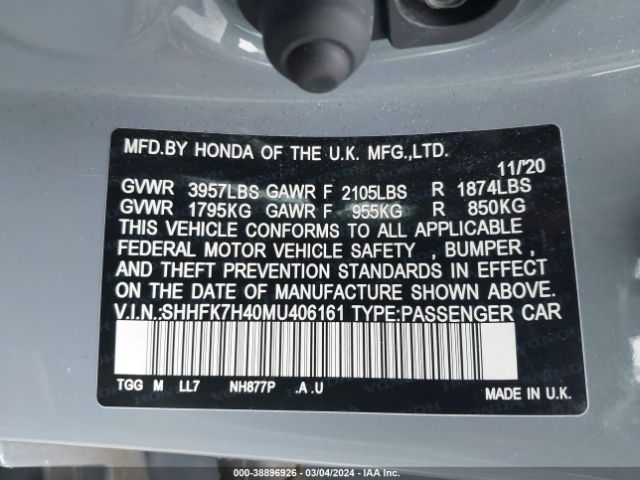 MFD.BY HONDA OF THE U.K. MFG.,LTD.
11/'20
GVWR 3957LBS GAWR F 2105LBS R 1874LBS
GVWR 1795KG GAWR F 955KG R 850KG
THIS VEHICLE CONFORMS TO ALL APPLICABLE
FEDERAL MOTOR VEHICLE SAFETY , BUMPER ,
AND THEFT PREVENTION STANDARDS IN EFFECT
ON THE DATE OF MANUFACTURE SHOWN ABOVE.
V.I.N.:SHHFK7H40MU406161 TYPE:PASSENGER CAR
TGG M LL7 NH877P .A .U
MADE IN U.K.
000-38896926 - 03/04/2024 - IAA Inc.